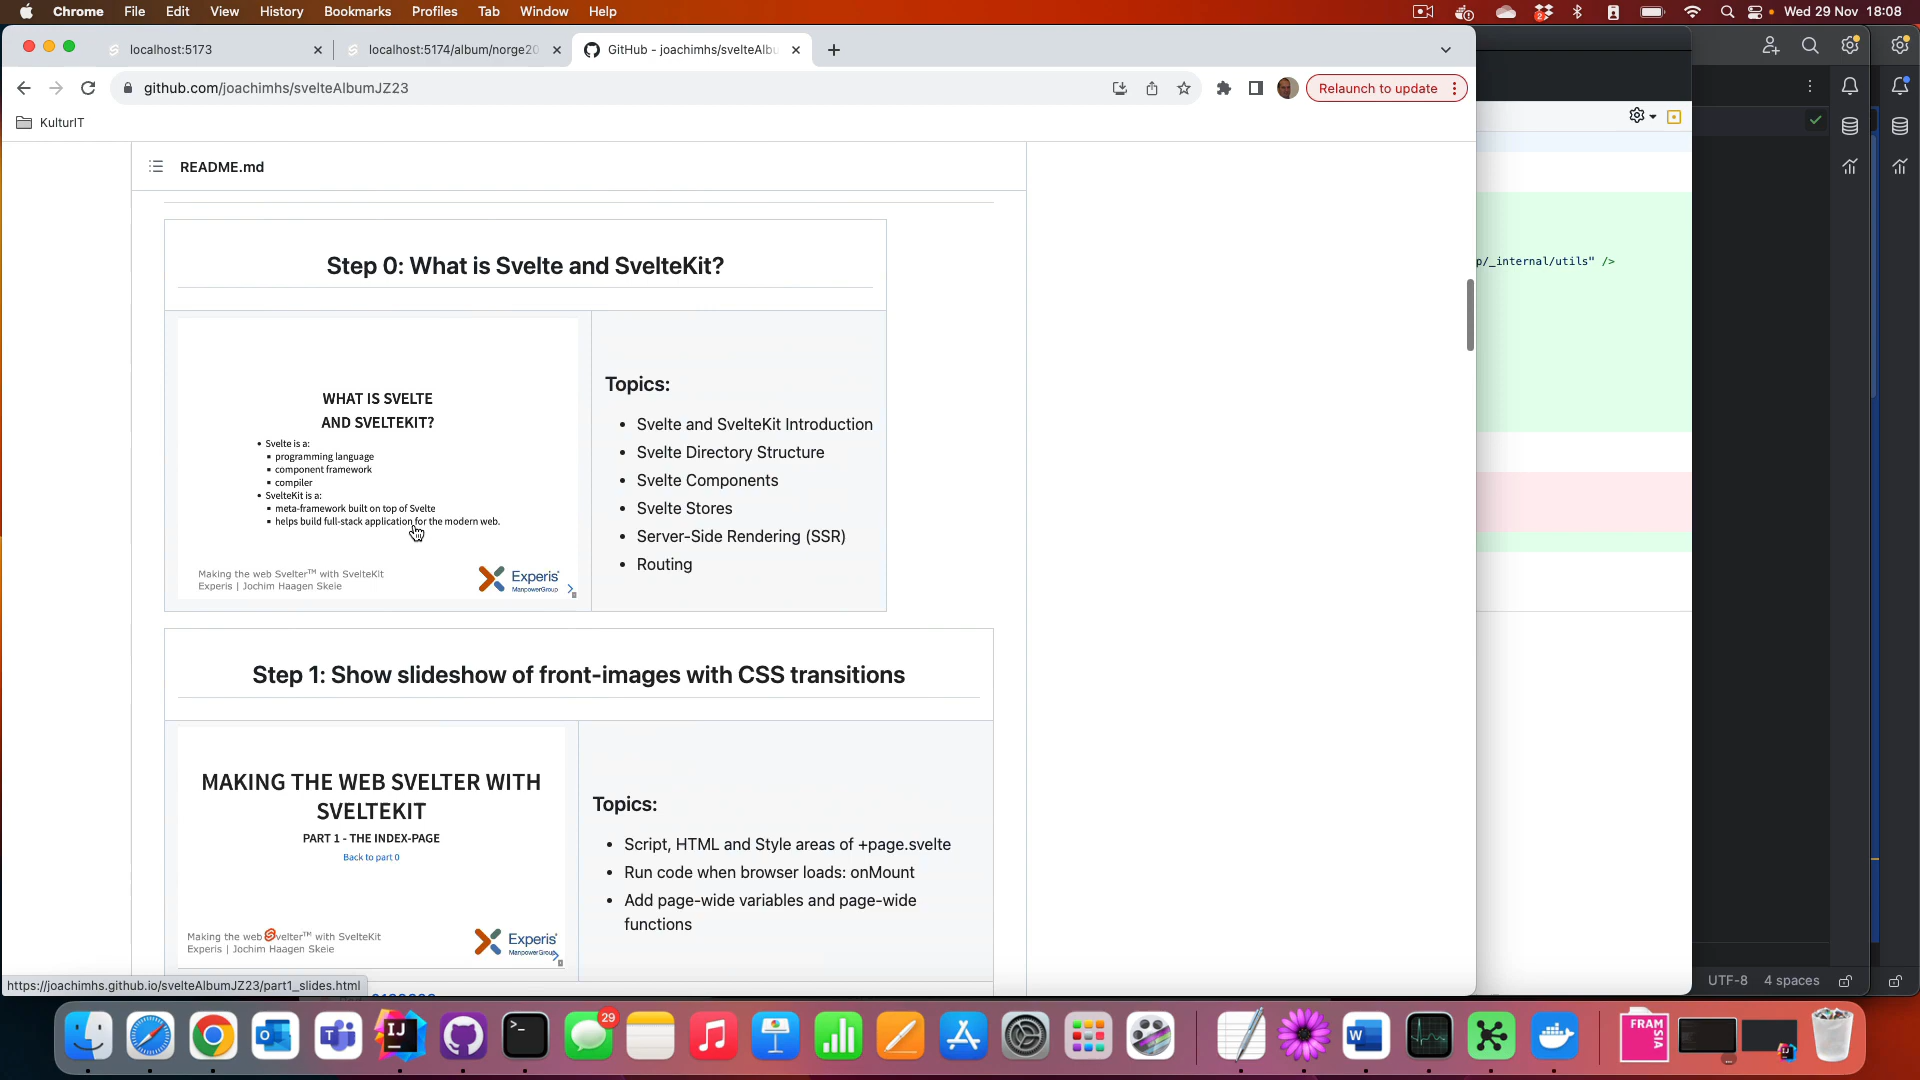 Chrome File Edit View History Bookmarks Profiles Tab Window Help
Wed 29 Nov 18:08
localhost:5173
localhost:5174/album/norge20
GitHub - joachimhs/svelteAlbu
github.com/joachimhs/svelteAlbumJZ23
Relaunch to update
KulturIT
README.md
Step 0: What is Svelte and SvelteKit?
WHAT IS SVELTE
AND SVELTEKIT?
• Svelte is a:
▪ programming language
▪ component framework
▪ compiler
• SvelteKit is a:
▪ meta-framework built on top of Svelte
▪ helps build full-stack application for the modern web.
Making the web Svelter™ with SvelteKit
Experis | Jochim Haagen Skeie
Experis
ManpowerGroup
Topics:
• Svelte and SvelteKit Introduction
• Svelte Directory Structure
• Svelte Components
• Svelte Stores
• Server-Side Rendering (SSR)
• Routing
Step 1: Show slideshow of front-images with CSS transitions
MAKING THE WEB SVELTER WITH
SVELTEKIT
PART 1 - THE INDEX-PAGE
Back to part 0
Making the web Svelter™ with SvelteKit
Experis | Jochim Haagen Skeie
Experis
ManpowerGroup
Topics:
• Script, HTML and Style areas of +page.svelte
• Run code when browser loads: onMount
• Add page-wide variables and page-wide
functions
https://joachimhs.github.io/svelteAlbumJZ23/part1_slides.html
p/_internal/utils" />
UTF-8 4 spaces
29
FRAM
SIA